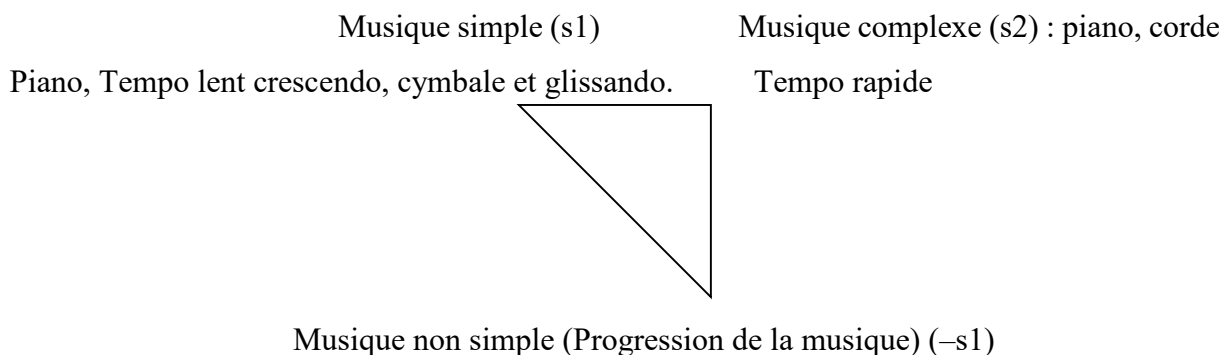 Musique simple (s1) Musique complexe (s2) : piano, corde
Piano, Tempo lent crescendo, cymbale et glissando. Tempo rapide
Musique non simple (Progression de la musique) (–s1)